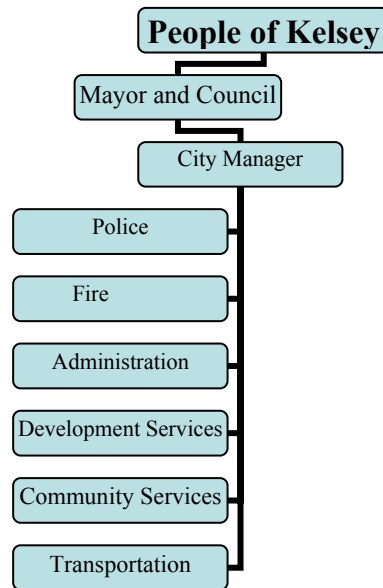 People of Kelsey
Mayor and Council
City Manager
Police
Fire
Administration
Development Services
Community Services
Transportation